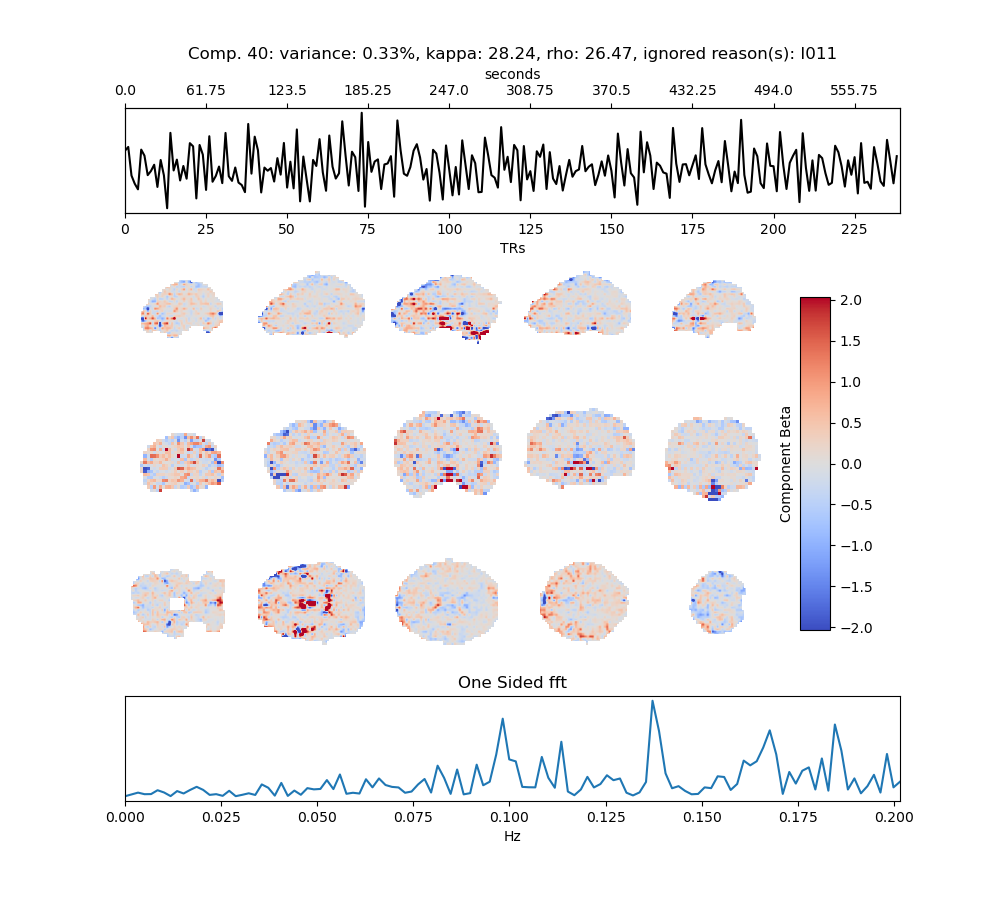 Comp. 40: variance: 0.33%, kappa: 28.24, rho: 26.47, ignored reason(s): I011
seconds
0.0 61.75 123.5 185.25 247.0 308.75 370.5 432.25 494.0 555.75
0 25 50 75 100 125 150 175 200 225
TRs
2.0
1.5
1.0
0.5
0.0
−0.5
−1.0
−1.5
−2.0
Component Beta
One Sided fft
0.000 0.025 0.050 0.075 0.100 0.125 0.150 0.175 0.200
Hz